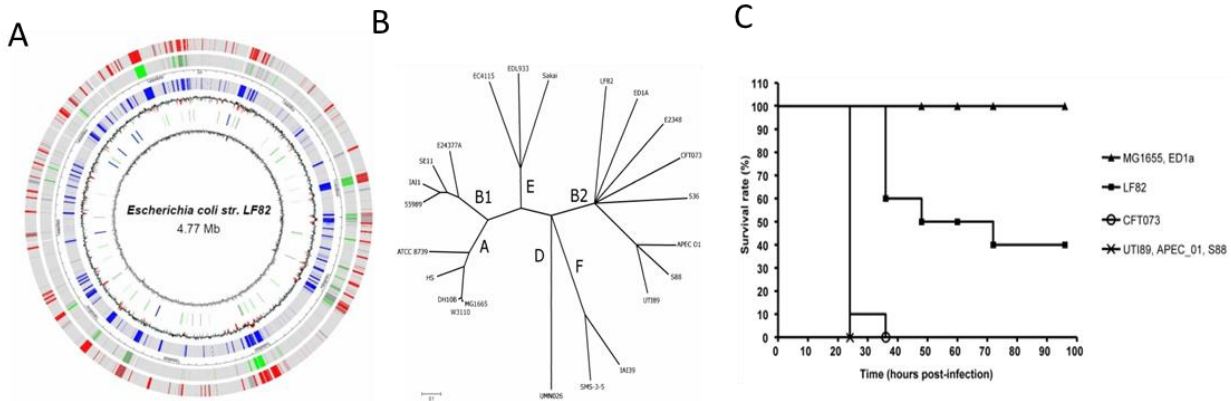 A
Escherichia coli str. LF82
4.77 Mb
B
EC4115
EDL933
Sakai
LF82
ED1A
E2348
CFT073
S36
APEC O1
S88
UTI89
E24377A
SE11
IAI1
55989
B1
E
B2
A
D
F
ATCC 8739
HS
DH10B
MG1665
W3110
UMN026
SMS-3-5
IAI39
0.1
C
Survival rate (%)
110
100
90
80
70
60
50
40
30
20
10
0
0 10 20 30 40 50 60 70 80 90 100
Time (hours post-infection)
MG1655, ED1a
LF82
CFT073
UTI89, APEC_01, S88